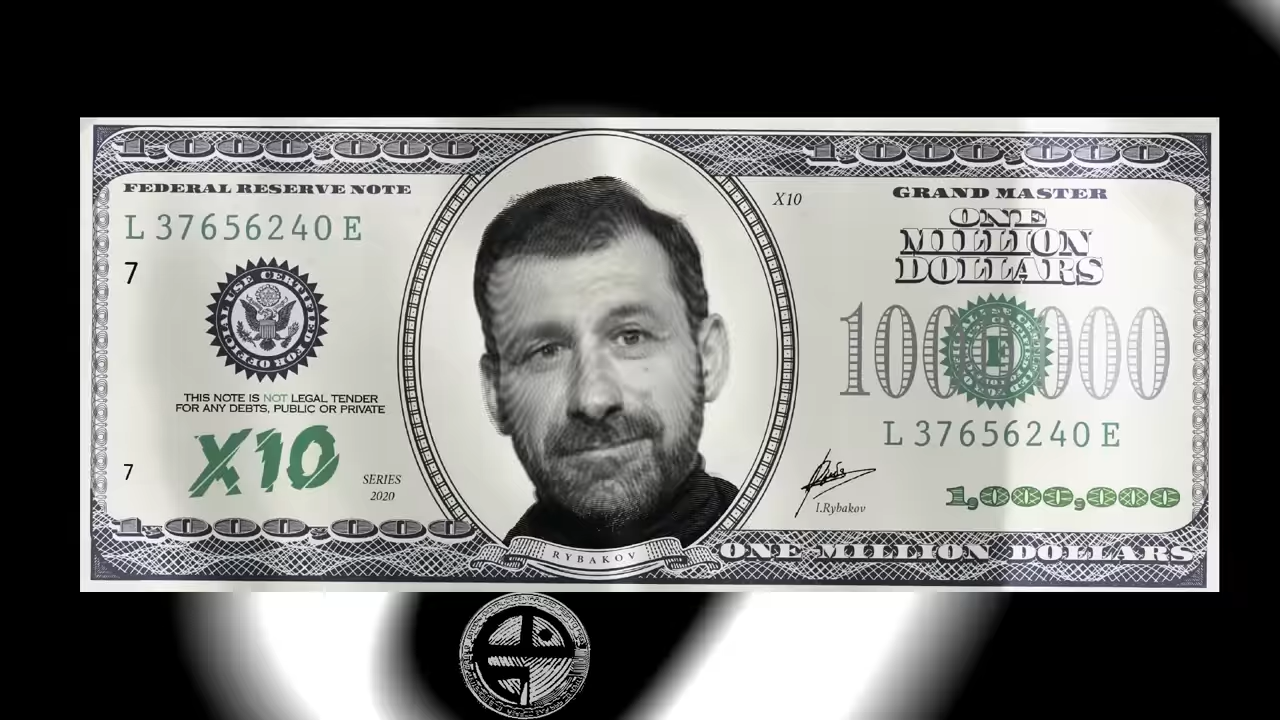 1,000,000
1,000,000
FEDERAL RESERVE NOTE
L 37656240 E
7
THIS NOTE IS NOT LEGAL TENDER
FOR ANY DEBTS, PUBLIC OR PRIVATE
X10
7
SERIES
2020
1,000,000
RYBAKOV
X10
GRAND MASTER
ONE
MILLION
DOLLARS
L 37656240 E
I.Rybakov
1,000,000
ONE MILLION DOLLARS